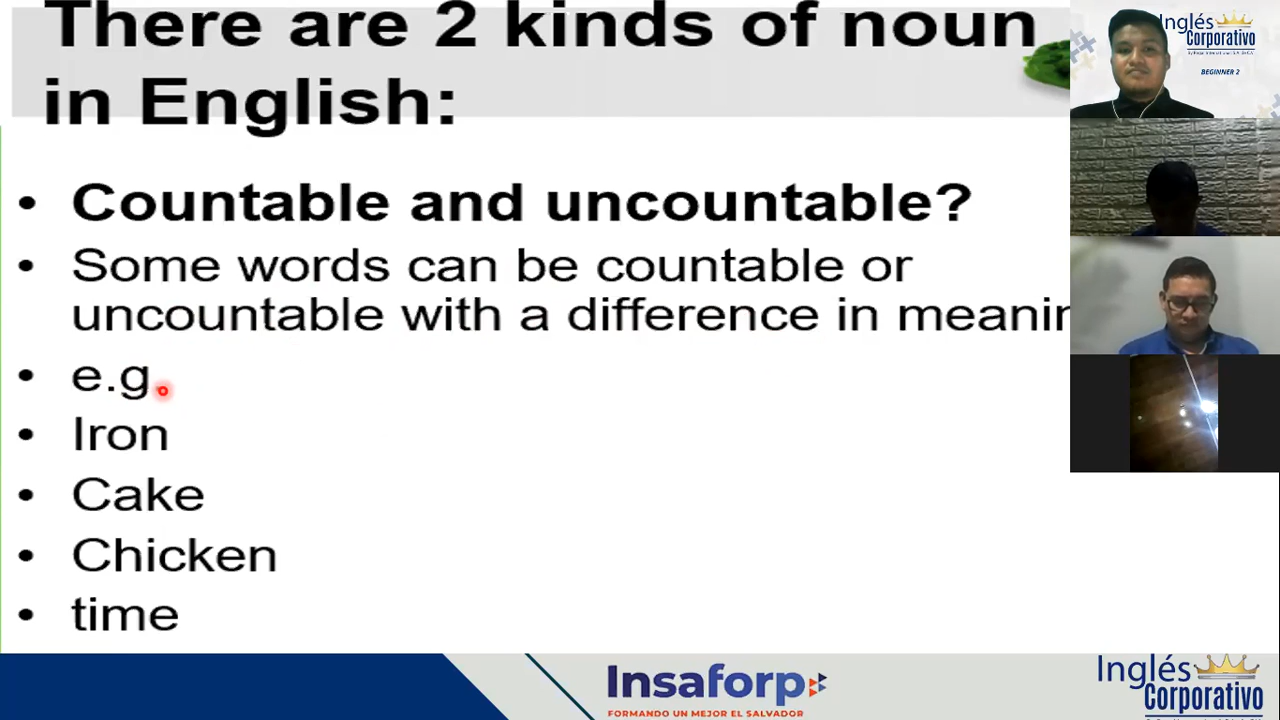 There are 2 kinds of noun
in English:
• Countable and uncountable?
• Some words can be countable or
uncountable with a difference in meanin
• e.g.
• Iron
• Cake
• Chicken
• time
Inglés
Corporativo
BEGINNER 2
Insaforp
FORMANDO UN MEJOR EL SALVADOR
Inglés
Corporativo